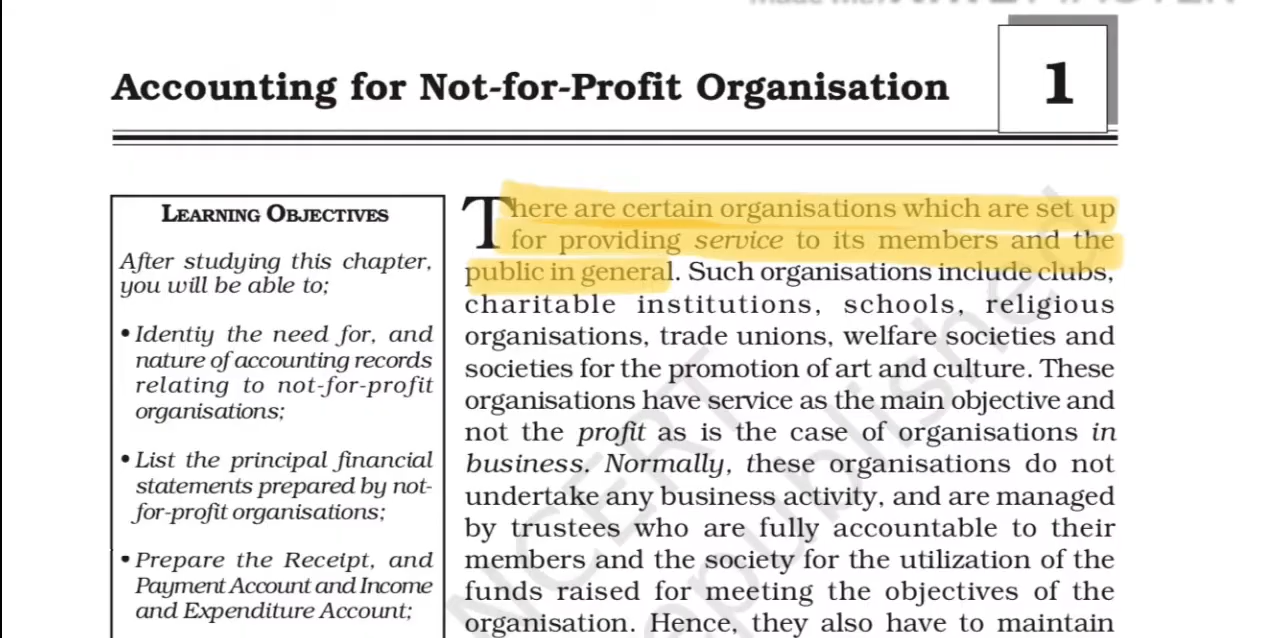 Accounting for Not-for-Profit Organisation
1
LEARNING OBJECTIVES
After studying this chapter,
you will be able to;
• Identiy the need for, and
nature of accounting records
relating to not-for-profit
organisations;
• List the principal financial
statements prepared by not-
for-profit organisations;
• Prepare the Receipt, and
Payment Account and Income
and Expenditure Account;
There are certain organisations which are set up
for providing service to its members and the
public in general. Such organisations include clubs,
charitable institutions, schools, religious
organisations, trade unions, welfare societies and
societies for the promotion of art and culture. These
organisations have service as the main objective and
not the profit as is the case of organisations in
business. Normally, these organisations do not
undertake any business activity, and are managed
by trustees who are fully accountable to their
members and the society for the utilization of the
funds raised for meeting the objectives of the
organisation. Hence, they also have to maintain
NCERT